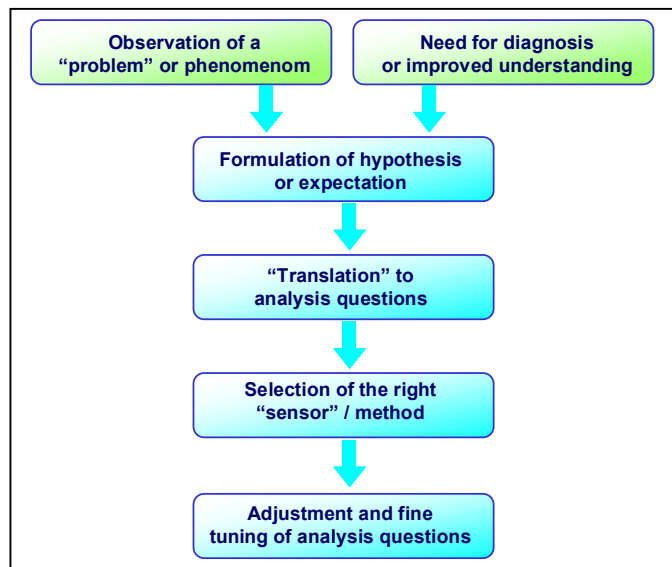 Observation of a
“problem” or phenomenom
Need for diagnosis
or improved understanding
Formulation of hypothesis
or expectation
“Translation” to
analysis questions
Selection of the right
“sensor” / method
Adjustment and fine
tuning of analysis questions